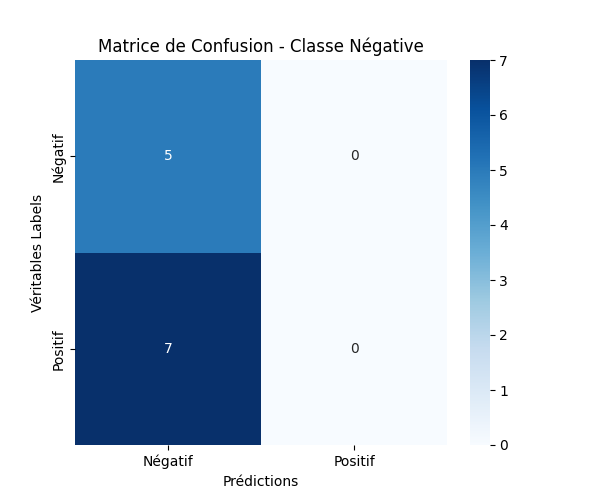 Matrice de Confusion - Classe Négative
Négatif
Positif
Véritables Labels
5
0
7
0
Négatif
Positif
Prédictions
7
6
5
4
3
2
1
0